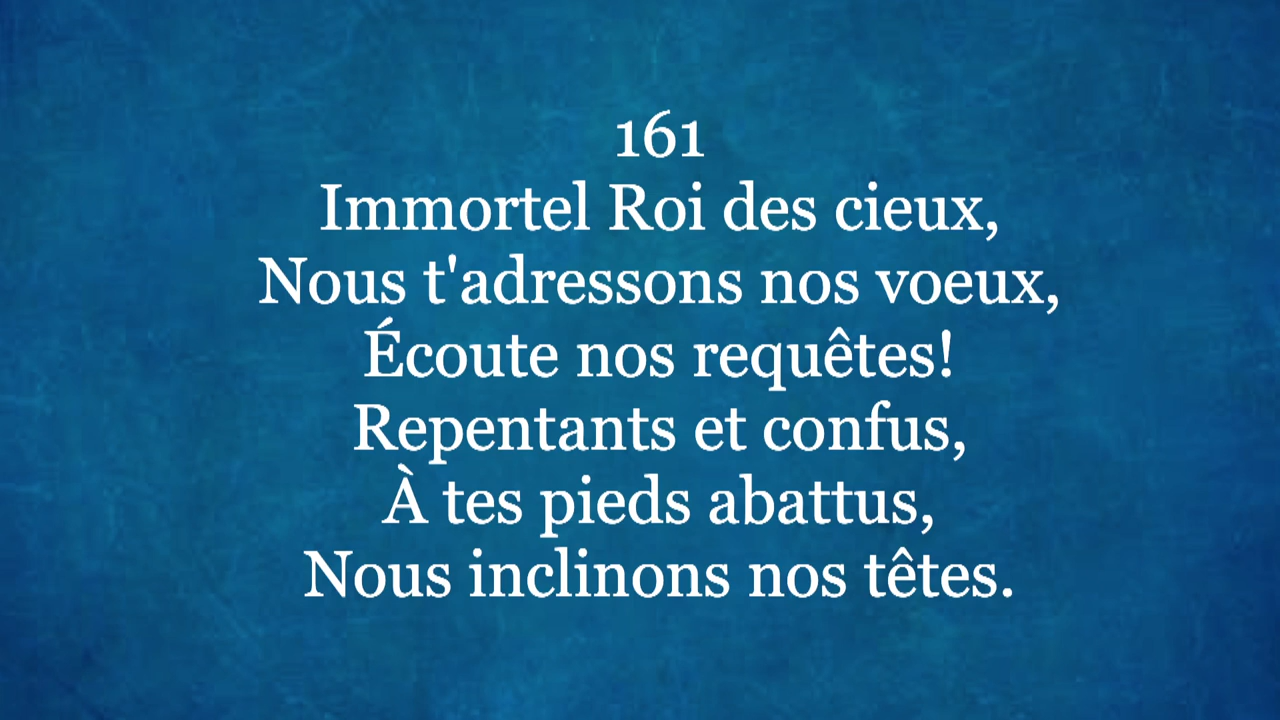 161
Immortel Roi des cieux,
Nous t'adressons nos voeux,
Écoute nos requêtes!
Repentants et confus,
À tes pieds abattus,
Nous inclinons nos têtes.